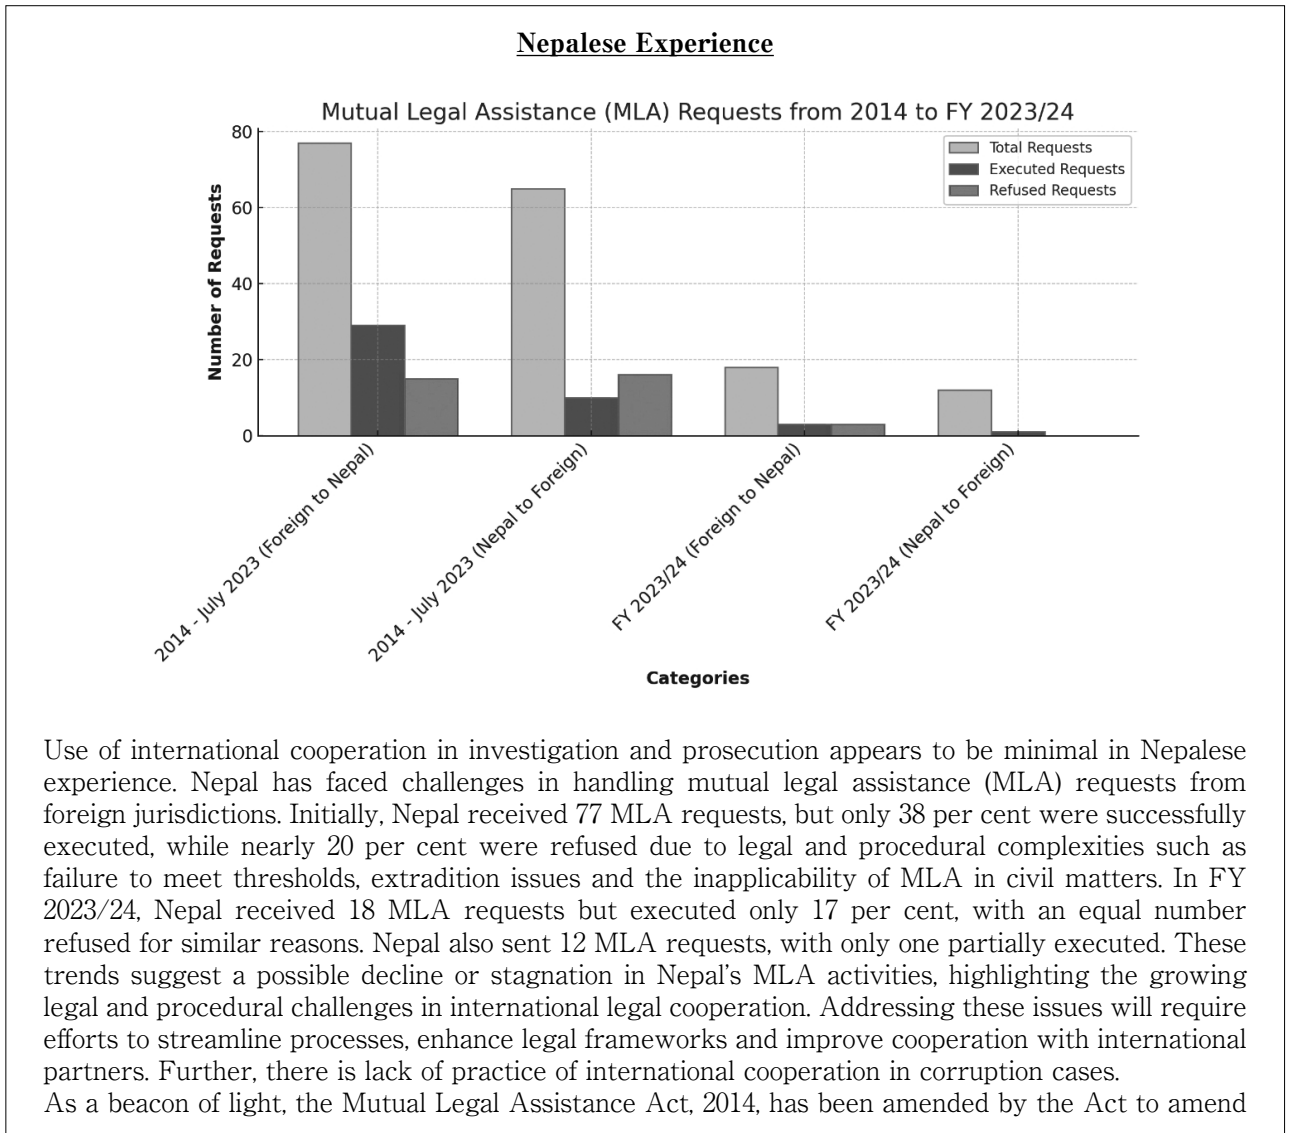 Nepalese Experience
Mutual Legal Assistance (MLA) Requests from 2014 to FY 2023/24
80
60
40
20
0
Number of Requests
Total Requests
Executed Requests
Refused Requests
2014 - July 2023 (Foreign to Nepal)
2014 - July 2023 (Nepal to Foreign)
FY 2023/24 (Foreign to Nepal)
FY 2023/24 (Nepal to Foreign)
Categories
Use of international cooperation in investigation and prosecution appears to be minimal in Nepalese
experience. Nepal has faced challenges in handling mutual legal assistance (MLA) requests from
foreign jurisdictions. Initially, Nepal received 77 MLA requests, but only 38 per cent were successfully
executed, while nearly 20 per cent were refused due to legal and procedural complexities such as
failure to meet thresholds, extradition issues and the inapplicability of MLA in civil matters. In FY
2023/24, Nepal received 18 MLA requests but executed only 17 per cent, with an equal number
refused for similar reasons. Nepal also sent 12 MLA requests, with only one partially executed. These
trends suggest a possible decline or stagnation in Nepal's MLA activities, highlighting the growing
legal and procedural challenges in international legal cooperation. Addressing these issues will require
efforts to streamline processes, enhance legal frameworks and improve cooperation with international
partners. Further, there is lack of practice of international cooperation in corruption cases.
As a beacon of light, the Mutual Legal Assistance Act, 2014, has been amended by the Act to amend